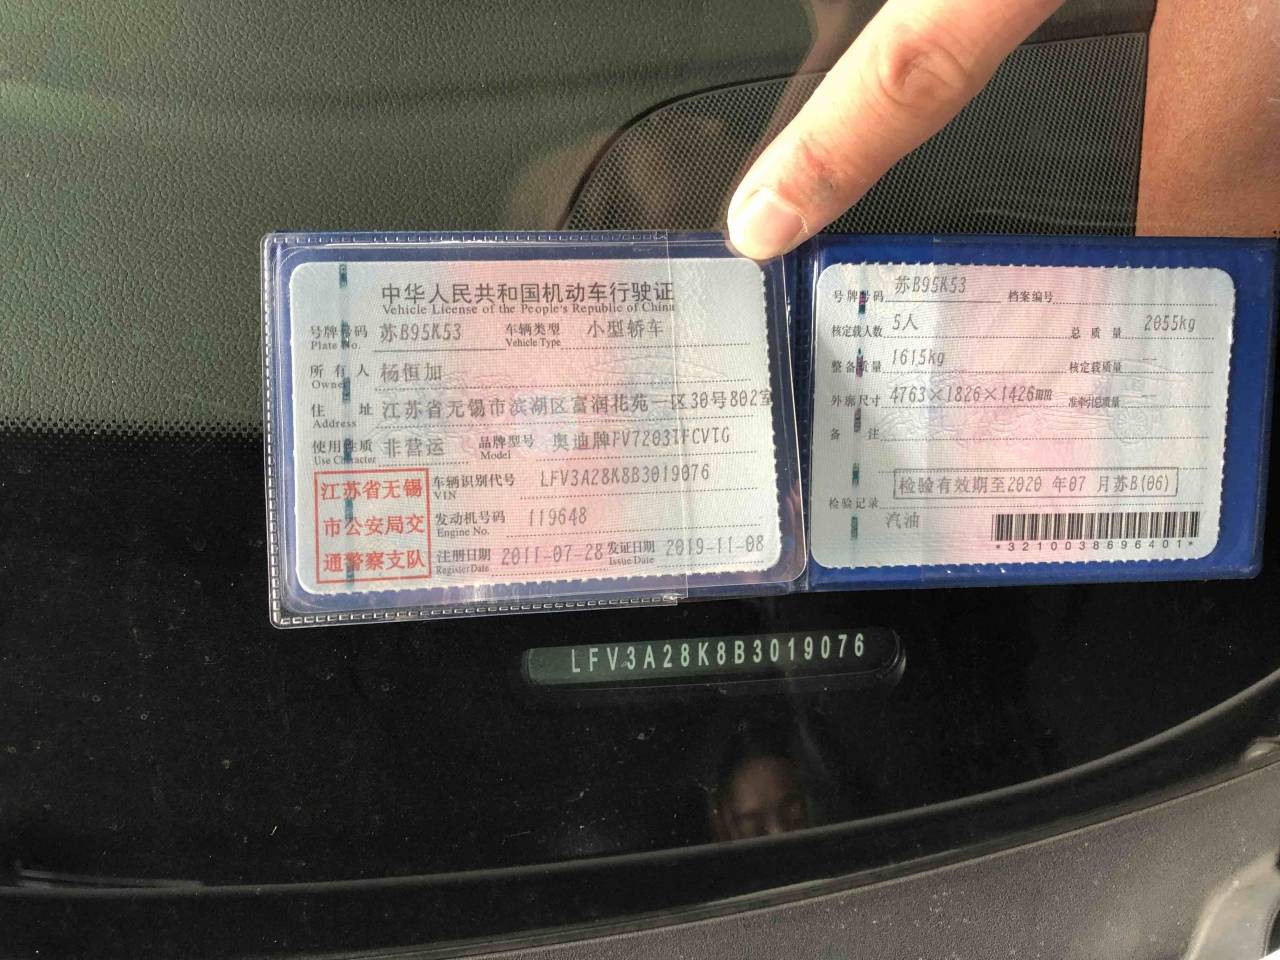 中华人民共和国机动车行驶证
Vehicle License of the People's Republic of China
号牌号码 苏B95K53 车辆类型 小型轿车
Plate No. Vehicle Type
所有人 杨恒加
Owner
住址 江苏省无锡市滨湖区富润花苑一区30号802室
Address
使用性质 非营运 品牌型号 奥迪牌FV7203TFCVTG
Use Character Model
江苏省无锡
市公安局交
通警察支队
车辆识别代号 LFV3A28K8B3019076
VIN
发动机号码 119648
Engine No.
注册日期 2011-07-28 发证日期 2019-11-08
Register Date Issue Date
号牌号码 苏B95K53 档案编号
核定载人数 5人 总质量 2055kg
整备质量 1615kg 核定载质量 --
外廓尺寸 4763×1826×1426mm 准牵引总质量 --
备注
检验有效期至2020 年07 月苏B(06)
检验记录
汽油
*3210038696401*
LFV3A28K8B3019076